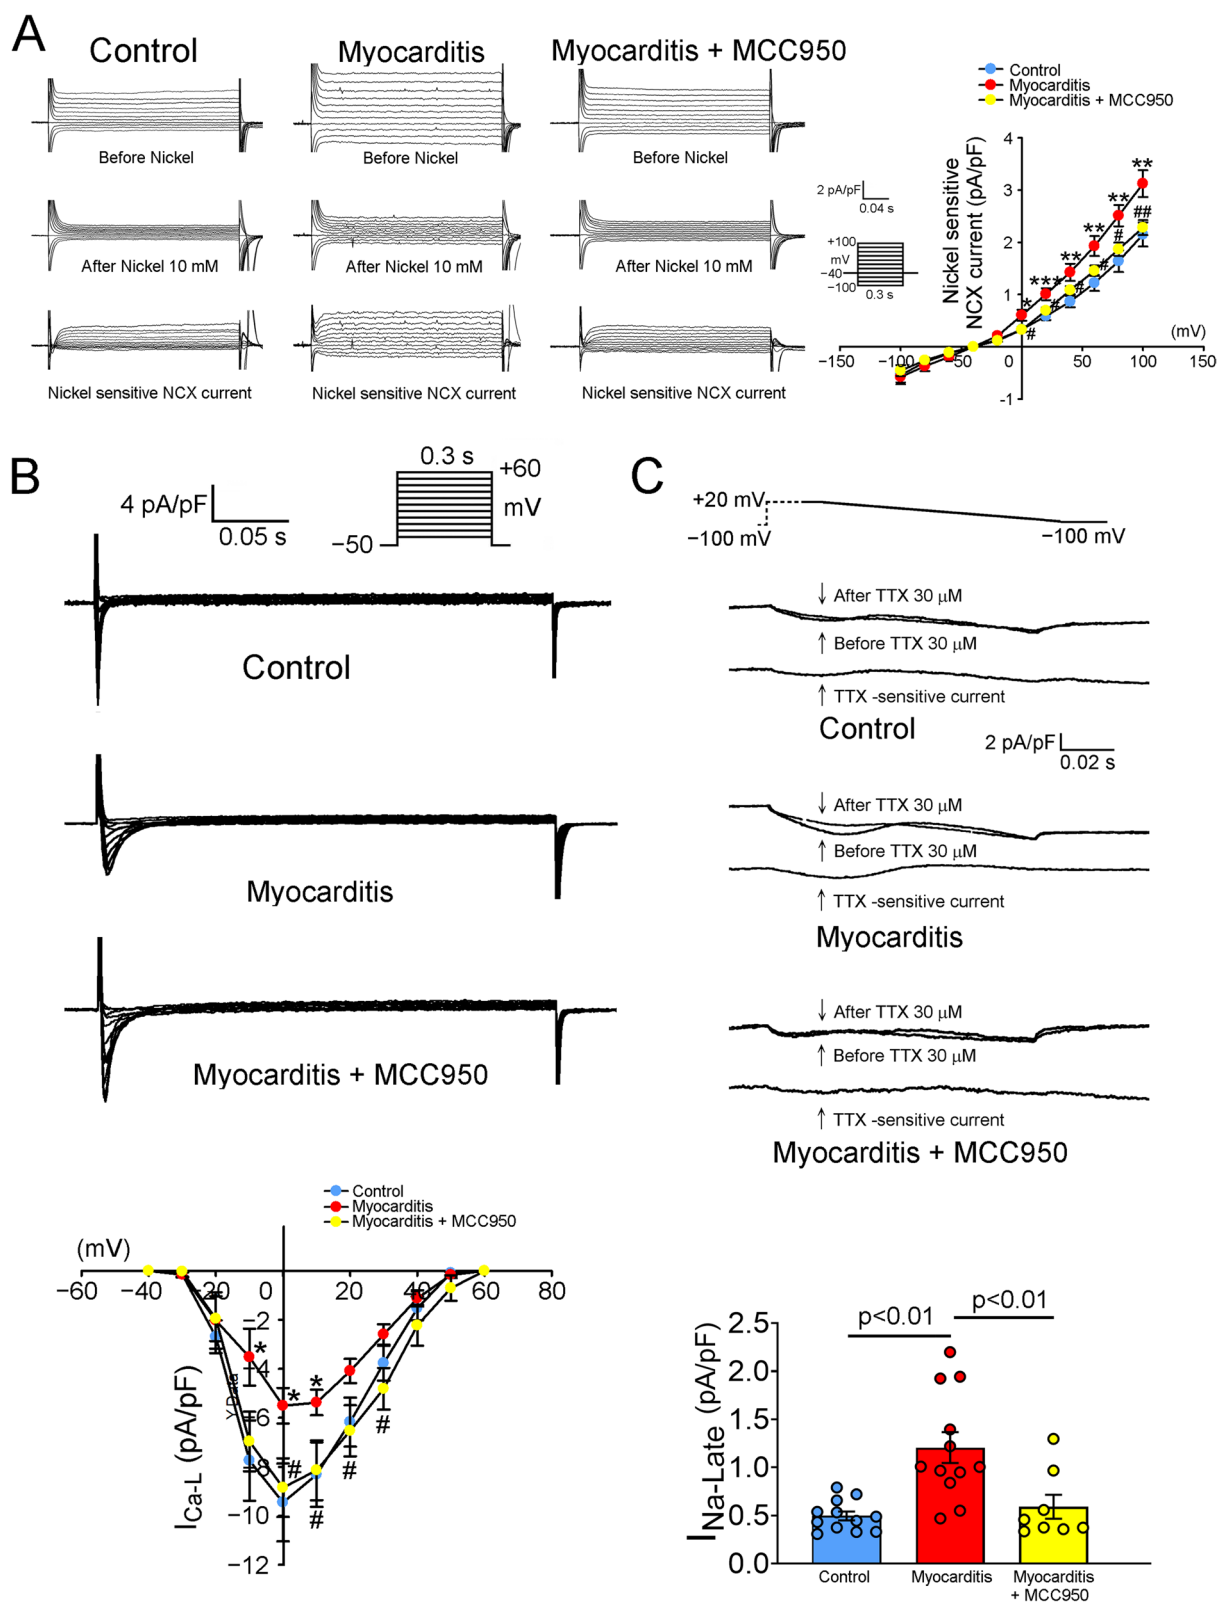 A
Control
Myocarditis
Myocarditis + MCC950
Before Nickel
Before Nickel
Before Nickel
After Nickel 10 mM
After Nickel 10 mM
After Nickel 10 mM
Nickel sensitive NCX current
Nickel sensitive NCX current
Nickel sensitive NCX current
2 pA/pF
0.04 s
+100
mV
−40
−100
0.3 s
Control
Myocarditis
Myocarditis + MCC950
Nickel sensitive
NCX current (pA/pF)
4
3
2
1
-1
(mV)
−150
−100
−50
0
50
100
150
*
***
**
**
**
**
#
#
#
#
#
##
B
4 pA/pF
0.05 s
0.3 s
+60
mV
−50
Control
Myocarditis
Myocarditis + MCC950
Control
Myocarditis
Myocarditis + MCC950
(mV)
−60
−40
−20
0
20
40
60
80
−2
−4
−6
−8
−10
−12
Y Data
I Ca-L (pA/pF)
*
*
*
#
#
#
#
C
+20 mV
−100 mV
−100 mV
↓ After TTX 30 μM
↑ Before TTX 30 μM
↑ TTX -sensitive current
Control
2 pA/pF
0.02 s
↓ After TTX 30 μM
↑ Before TTX 30 μM
↑ TTX -sensitive current
Myocarditis
↓ After TTX 30 μM
↑ Before TTX 30 μM
↑ TTX -sensitive current
Myocarditis + MCC950
p<0.01
p<0.01
I Na-Late (pA/pF)
2.5
2.0
1.5
1.0
0.5
0.0
Control
Myocarditis
Myocarditis
+ MCC950